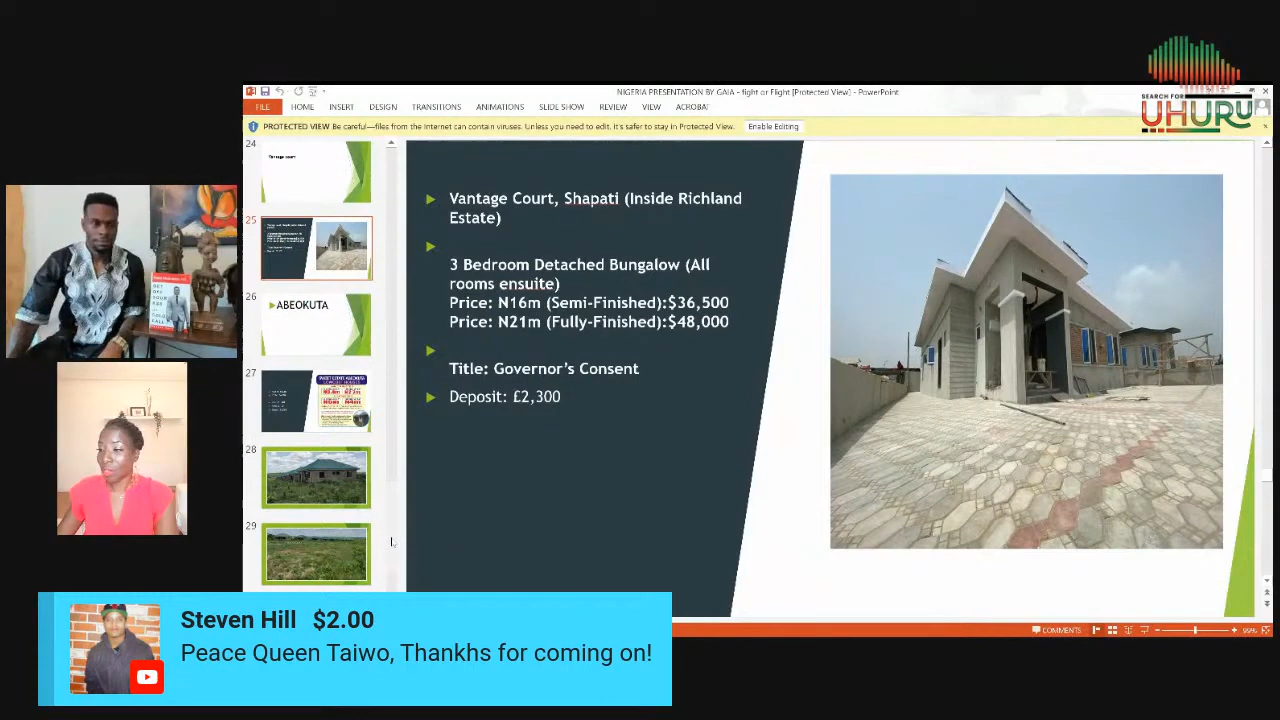 SEARCH FOR
UHURU
NIGERIA PRESENTATION BY GAIA - fight or Flight [Protected View] - PowerPoint
FILE HOME INSERT DESIGN TRANSITIONS ANIMATIONS SLIDE SHOW REVIEW VIEW ACROBAT
PROTECTED VIEW Be careful—files from the Internet can contain viruses. Unless you need to edit, it's safer to stay in Protected View. Enable Editing
24
25
26
ABEOKUTA
27
28
29
Vantage Court, Shapati (Inside Richland
Estate)
3 Bedroom Detached Bungalow (All
rooms ensuite)
Price: N16m (Semi-Finished):$36,500
Price: N21m (Fully-Finished):$48,000
Title: Governor's Consent
Deposit: £2,300
COMMENTS
99%
Steven Hill $2.00
Peace Queen Taiwo, Thankhs for coming on!